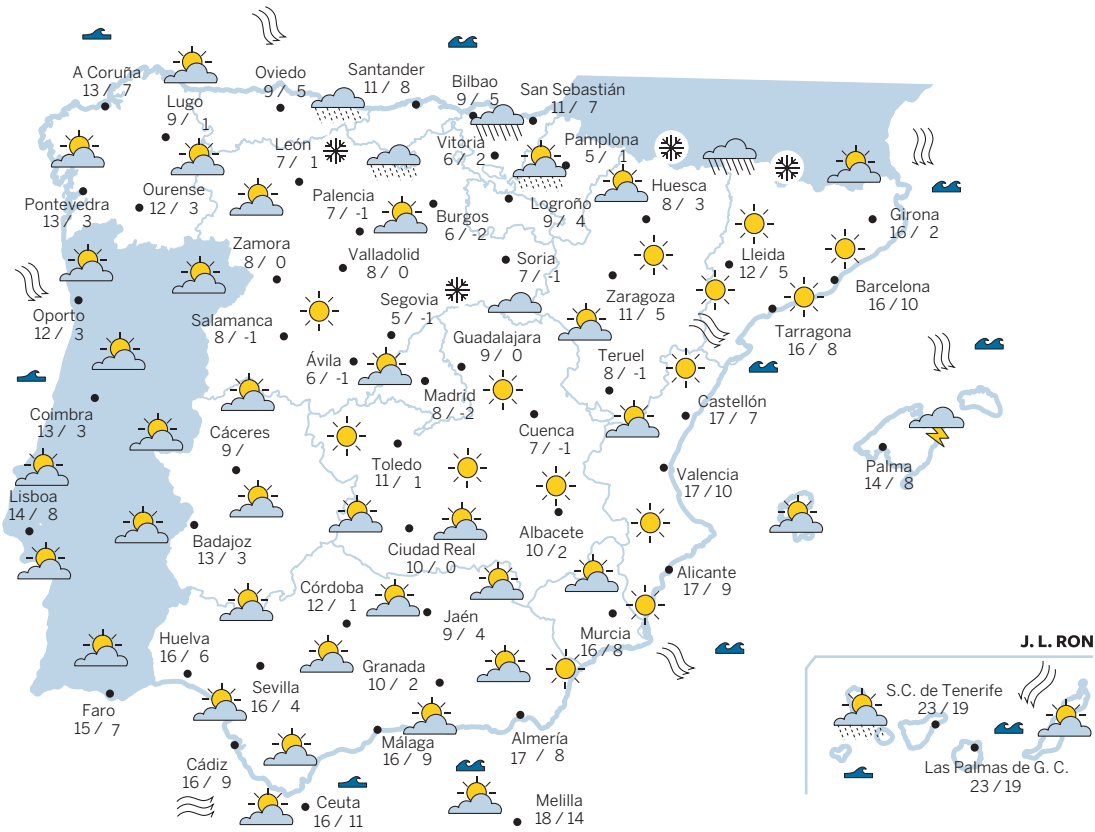 A Coruña
13 / 7
Lugo
9 / 1
Oviedo
9 / 5
Santander
11 / 8
Bilbao
9 / 5
San Sebastián
11 / 7
Vitoria
6 / 2
Pamplona
5 / 1
León
7 / 1
Pontevedra
13 / 3
Ourense
12 / 3
Palencia
7 / -1
Burgos
6 / -2
Logroño
9 / 4
Huesca
8 / 3
Girona
16 / 2
Zamora
8 / 0
Valladolid
8 / 0
Soria
7 / -1
Lleida
12 / 5
Barcelona
16 / 10
Zaragoza
11 / 5
Tarragona
16 / 8
Oporto
12 / 3
Salamanca
8 / -1
Segovia
5 / -1
Guadalajara
9 / 0
Ávila
6 / -1
Madrid
8 / -2
Teruel
8 / -1
Castellón
17 / 7
Coimbra
13 / 3
Cáceres
9 /
Toledo
11 / 1
Cuenca
7 / -1
Valencia
17 / 10
Palma
14 / 8
Lisboa
14 / 8
Badajoz
13 / 3
Ciudad Real
10 / 0
Albacete
10 / 2
Alicante
17 / 9
Córdoba
12 / 1
Jaén
9 / 4
Murcia
16 / 8
Huelva
16 / 6
Sevilla
16 / 4
Granada
10 / 2
Faro
15 / 7
Cádiz
16 / 9
Málaga
16 / 9
Almería
17 / 8
Ceuta
16 / 11
Melilla
18 / 14
J. L. RON
S.C. de Tenerife
23 / 19
Las Palmas de G. C.
23 / 19